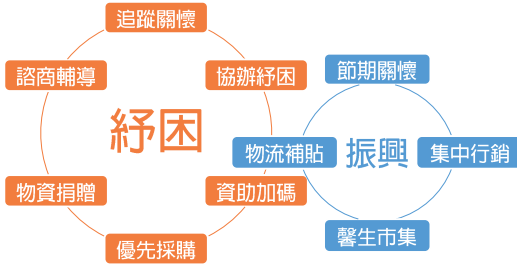 追蹤關懷
諮商輔導
協辦紓困
紓困
物資捐贈
資助加碼
優先採購
節期關懷
物流補貼
振興
集中行銷
馨生市集